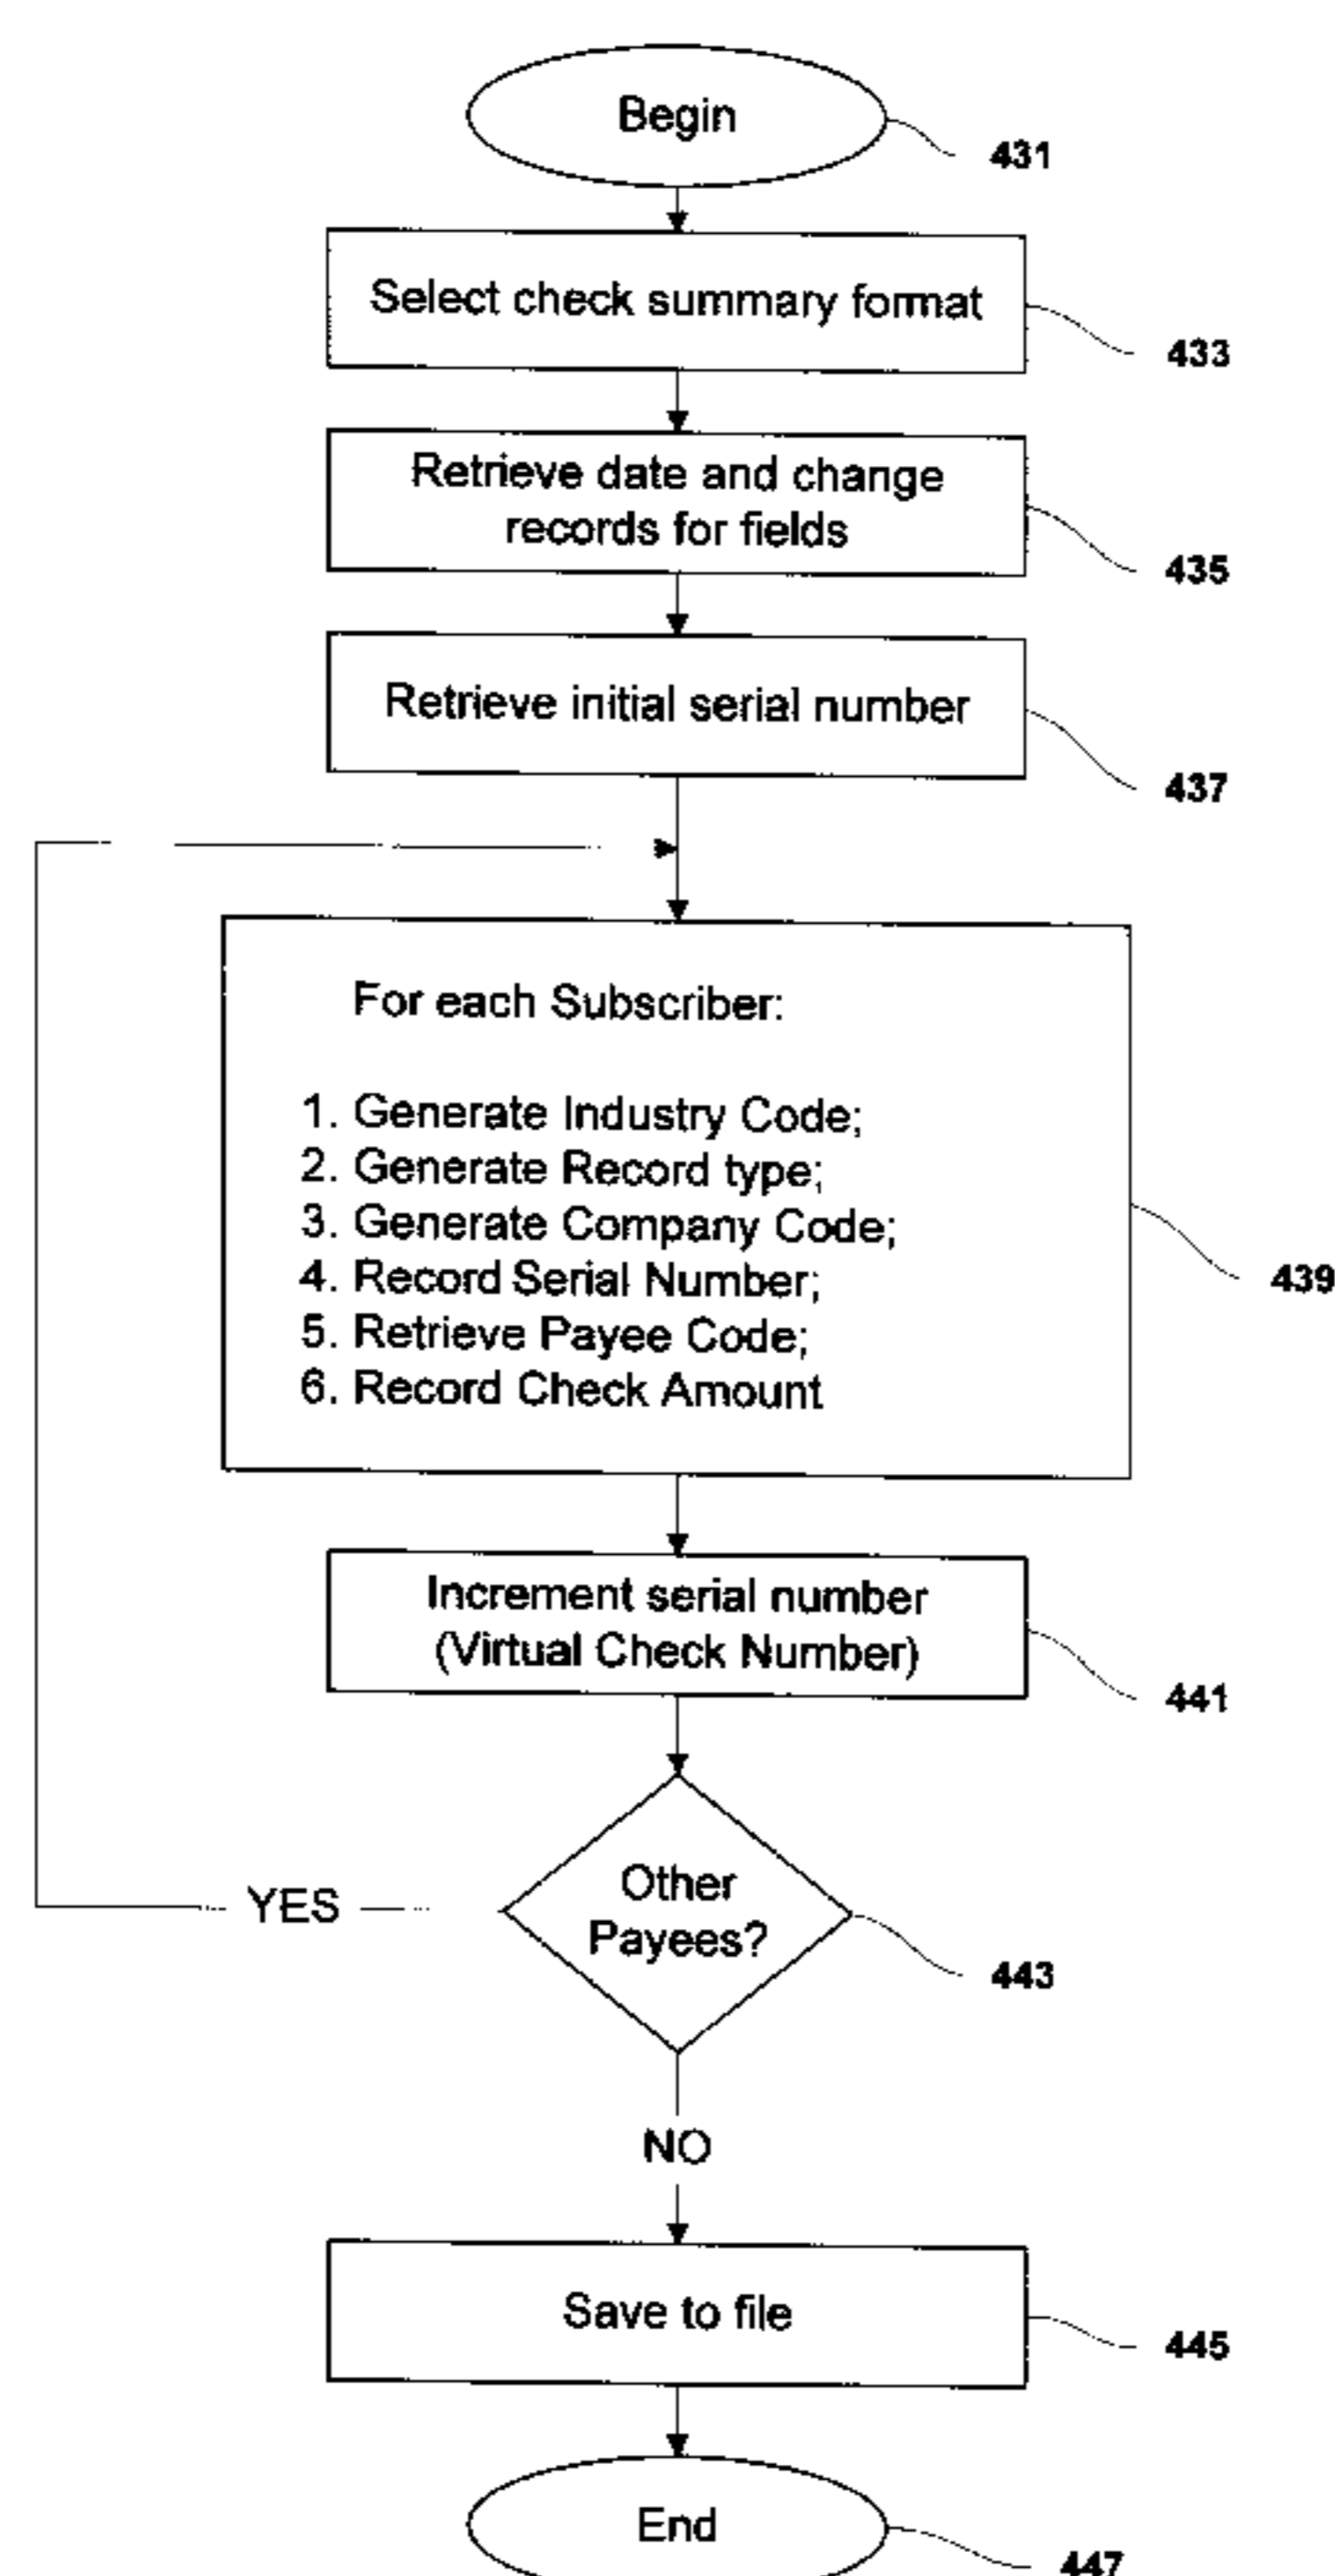 Begin
431
Select check summary format
433
Retrieve date and change
records for fields
435
Retrieve initial serial number
437
For each Subscriber:
1. Generate Industry Code;
2. Generate Record type;
3. Generate Company Code;
4. Record Serial Number;
5. Retrieve Payee Code;
6. Record Check Amount
439
Increment serial number
(Virtual Check Number)
441
Other
Payees?
443
YES
NO
Save to file
445
End
447